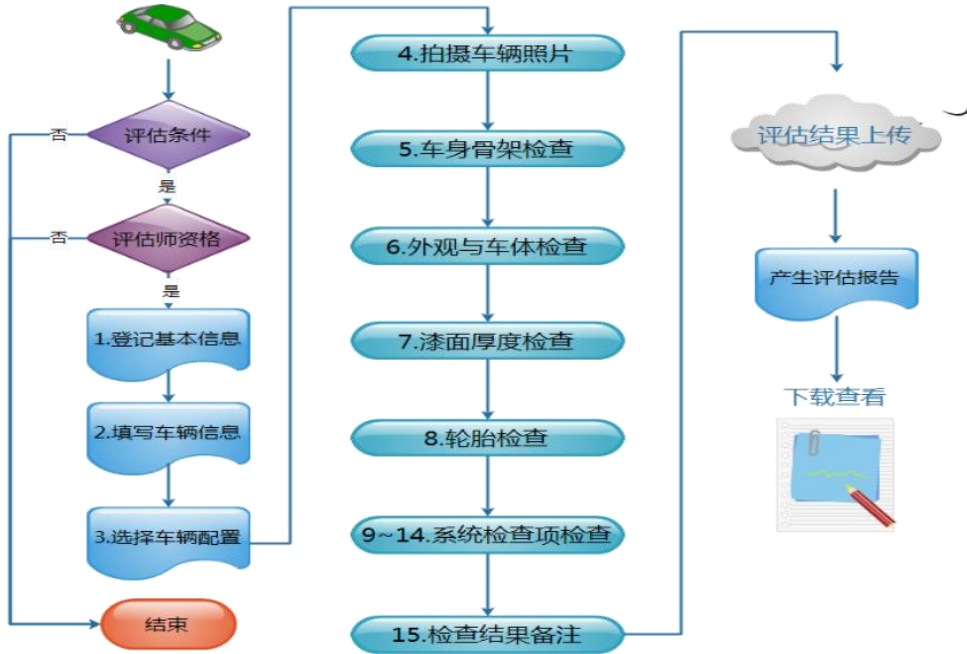 评估条件
否
是
评估师资格
否
是
1.登记基本信息
2.填写车辆信息
3.选择车辆配置
结束
4.拍摄车辆照片
5.车身骨架检查
6.外观与车体检查
7.漆面厚度检查
8.轮胎检查
9~14.系统检查项检查
15.检查结果备注
评估结果上传
产生评估报告
下载查看